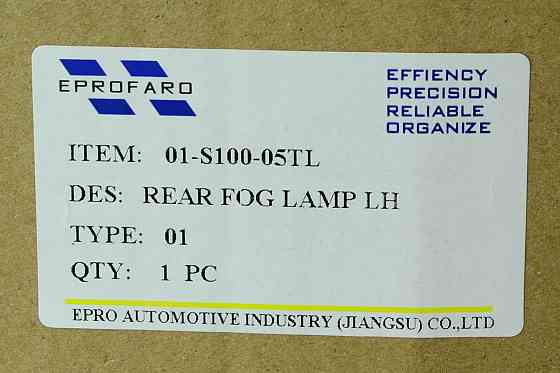 EPROFARO
EFFIENCY
PRECISION
RELIABLE
ORGANIZE
ITEM: 01-S100-05TL
DES: REAR FOG LAMP LH
TYPE: 01
QTY: 1 PC
EPRO AUTOMOTIVE INDUSTRY (JIANGSU) CO.,LTD